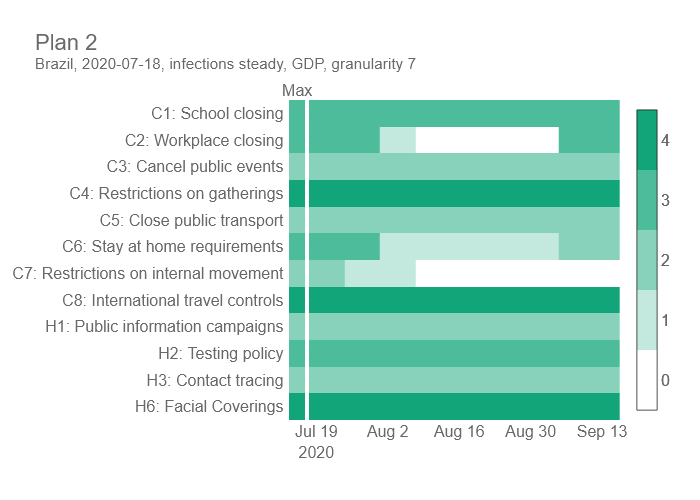 Plan 2
Brazil, 2020-07-18, infections steady, GDP, granularity 7
Max
C1: School closing
C2: Workplace closing
C3: Cancel public events
C4: Restrictions on gatherings
C5: Close public transport
C6: Stay at home requirements
C7: Restrictions on internal movement
C8: International travel controls
H1: Public information campaigns
H2: Testing policy
H3: Contact tracing
H6: Facial Coverings
Jul 19 Aug 2 Aug 16 Aug 30 Sep 13
2020
4
3
2
1
0